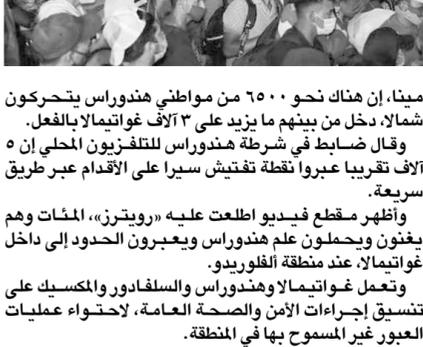 مينا، إن هناك نحو ٦٥٠٠ من مواطني هندوراس يتحركون
شمالا، دخل من بينهم ما يزيد على ٣ آلاف غواتيمالا بالفعل.
وقال ضابط في شرطة هندوراس للتلفزيون المحلي إن ٥
آلاف تقريبا عبروا نقطة تفتيش سيرا على الأقدام عبر طريق
سريعة.
وأظهر مقطع فيديو اطلعت عليه «رويترز»، المئات وهم
يغنون ويحملون علم هندوراس ويعبرون الحدود إلى داخل
غواتيمالا، عند منطقة ألفلوريدو.
وتعمل غواتيمالا وهندوراس والسلفادور والمكسيك على
تنسيق إجراءات الأمن والصحة العامة، لاحتواء عمليات
العبور غير المسموح بها في المنطقة.